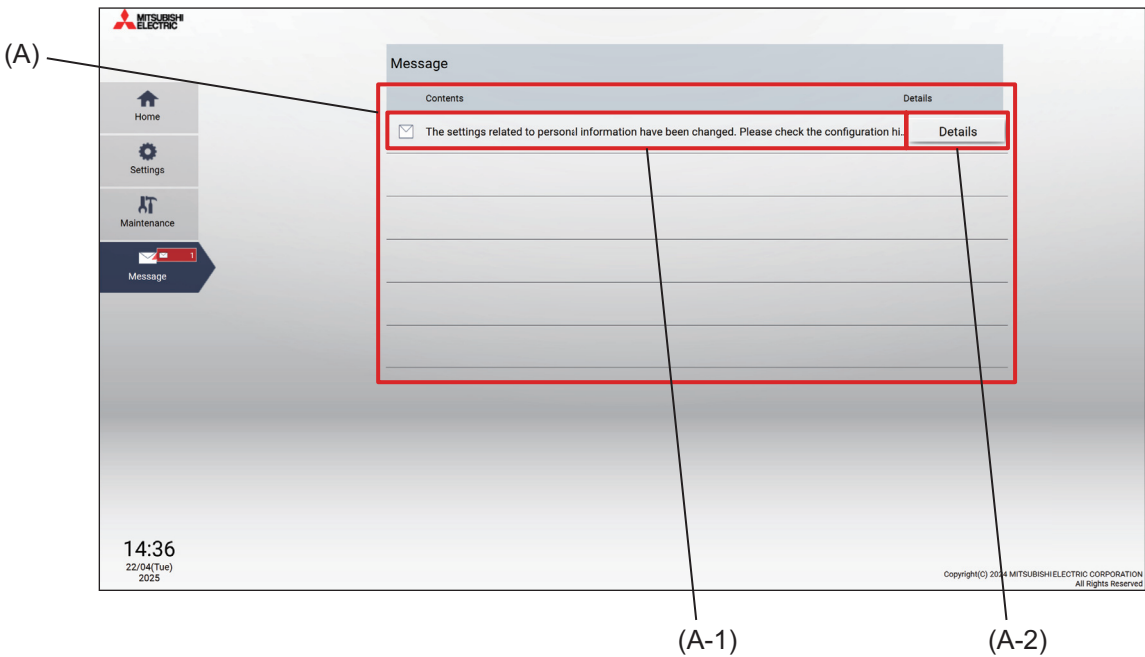 MITSUBISHI
ELECTRIC
(A)
Message
Contents Details
The settings related to personal information have been changed. Please check the configuration hi.. Details
Home
Settings
Maintenance
1
Message
14:36
22/04(Tue)
2025
Copyright(C) 2024 MITSUBISHI ELECTRIC CORPORATION
All Rights Reserved
(A-1) (A-2)